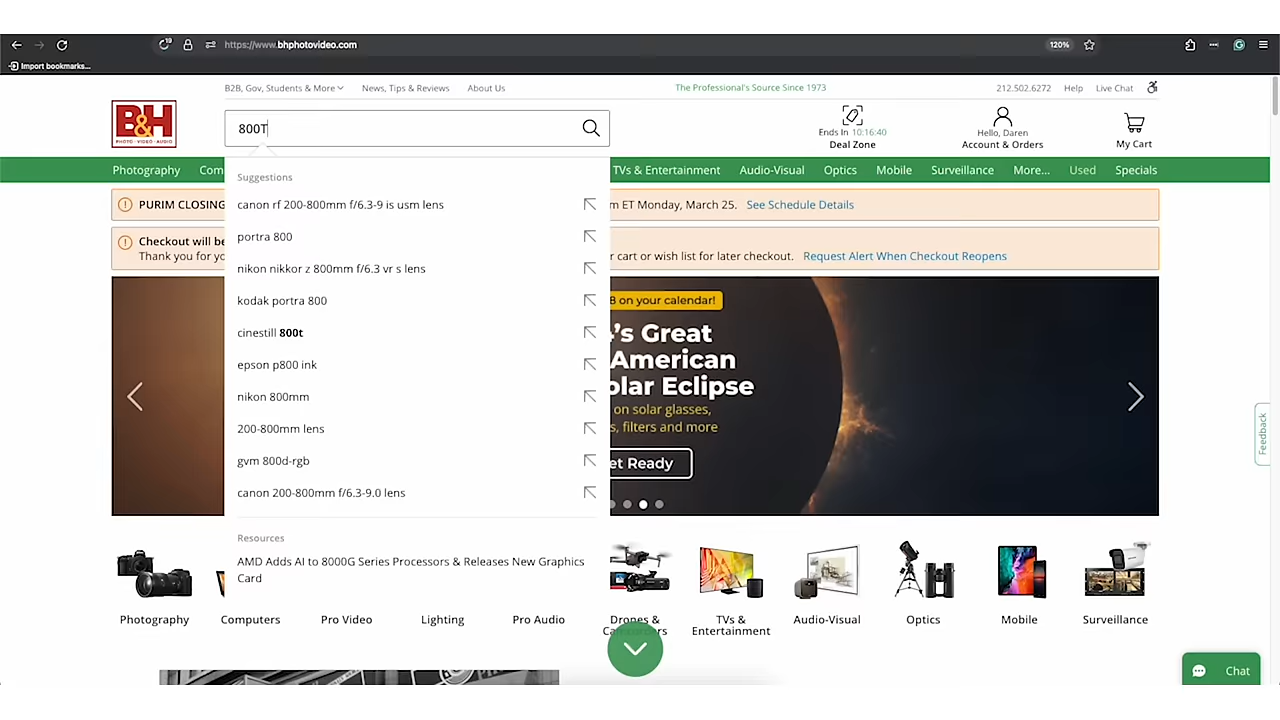 19
https://www.bhphotovideo.com
120%
Import bookmarks...
B2B, Gov, Students & More
News, Tips & Reviews
About Us
The Professional's Source Since 1973
212.502.6272
Help
Live Chat
B&H
PHOTO · VIDEO · AUDIO
800T
Ends In 10:16:40
Deal Zone
Hello, Daren
Account & Orders
My Cart
Photography
Com
TVs & Entertainment
Audio-Visual
Optics
Mobile
Surveillance
More...
Used
Specials
Suggestions
PURIM CLOSING
m ET Monday, March 25. See Schedule Details
canon rf 200-800mm f/6.3-9 is usm lens
portra 800
Checkout will be
Thank you for yo
r cart or wish list for later checkout. Request Alert When Checkout Reopens
nikon nikkor z 800mm f/6.3 vr s lens
kodak portra 800
cinestill 800t
epson p800 ink
nikon 800mm
200-800mm lens
gvm 800d-rgb
canon 200-800mm f/6.3-9.0 lens
8 on your calendar!
's Great
American
olar Eclipse
on solar glasses,
s, filters and more
et Ready
Feedback
Resources
AMD Adds AI to 8000G Series Processors & Releases New Graphics
Card
Photography
Computers
Pro Video
Lighting
Pro Audio
Drones &
TVs &
Entertainment
Audio-Visual
Optics
Mobile
Surveillance
Chat